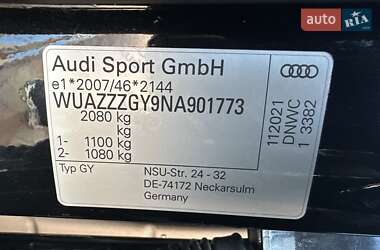 auto RIA
Audi Sport GmbH
e1*2007/46*2144
WUAZZZGY9NA901773
2080 kg
kg
1- 1100 kg
2- 1080 kg
Typ GY
NSU-Str. 24 - 32
DE-74172 Neckarsulm
Germany
112021
DNWC
1 3382